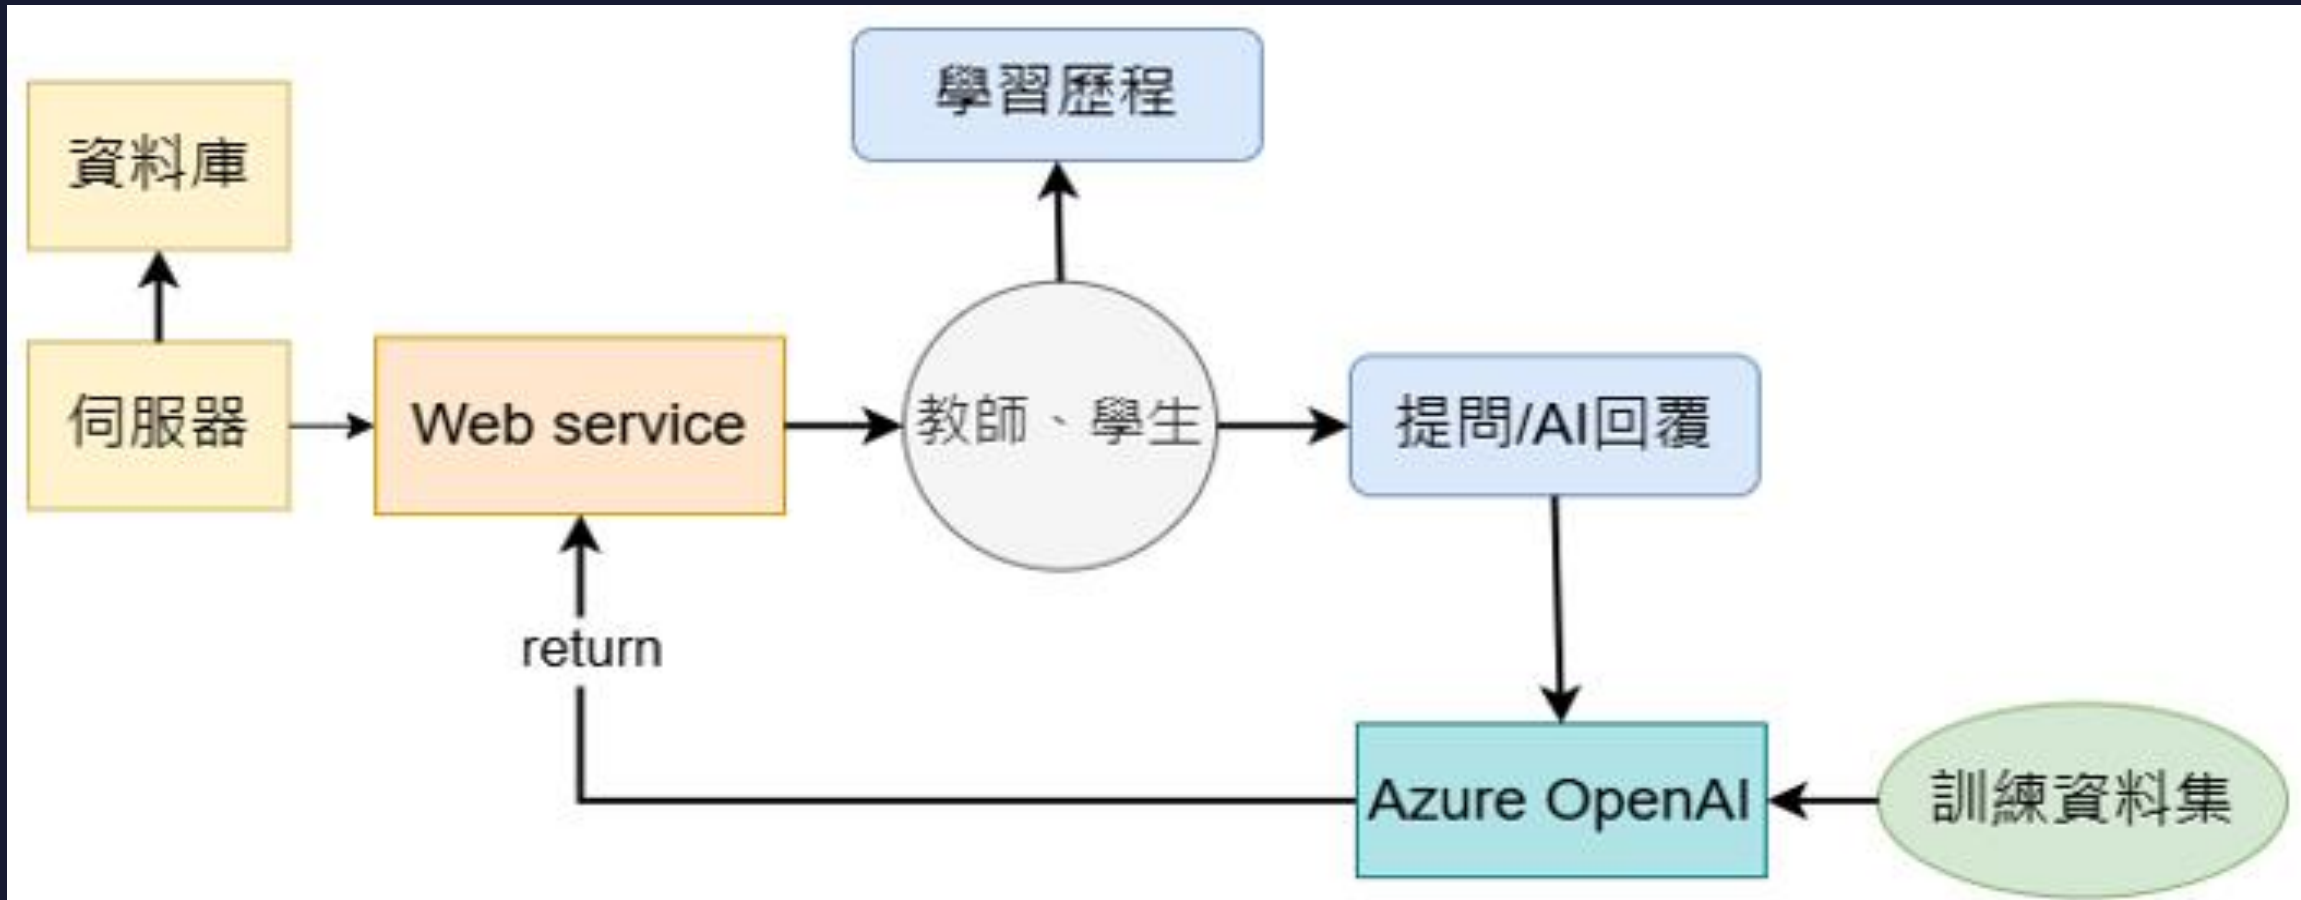 學習歷程
資料庫
伺服器
Web service
教師、學生
提問/AI回覆
return
Azure OpenAI
訓練資料集